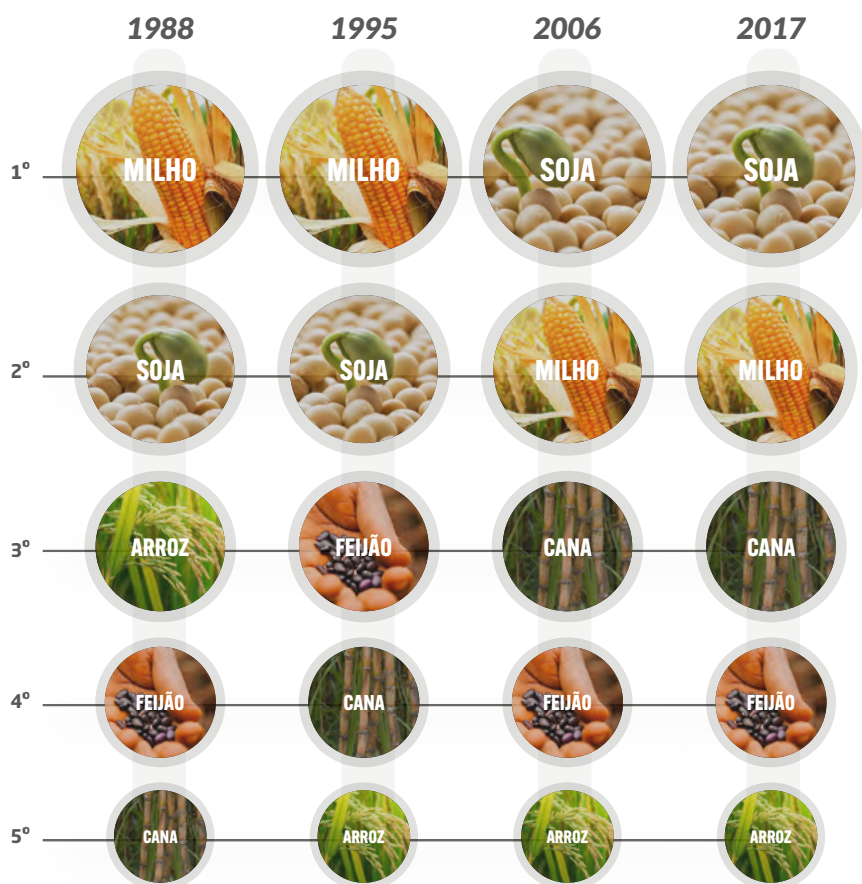 1988 1995 2006 2017
1º MILHO MILHO SOJA SOJA
2º SOJA SOJA MILHO MILHO
3º ARROZ FEIJÃO CANA CANA
4º FEIJÃO CANA FEIJÃO FEIJÃO
5º CANA ARROZ ARROZ ARROZ